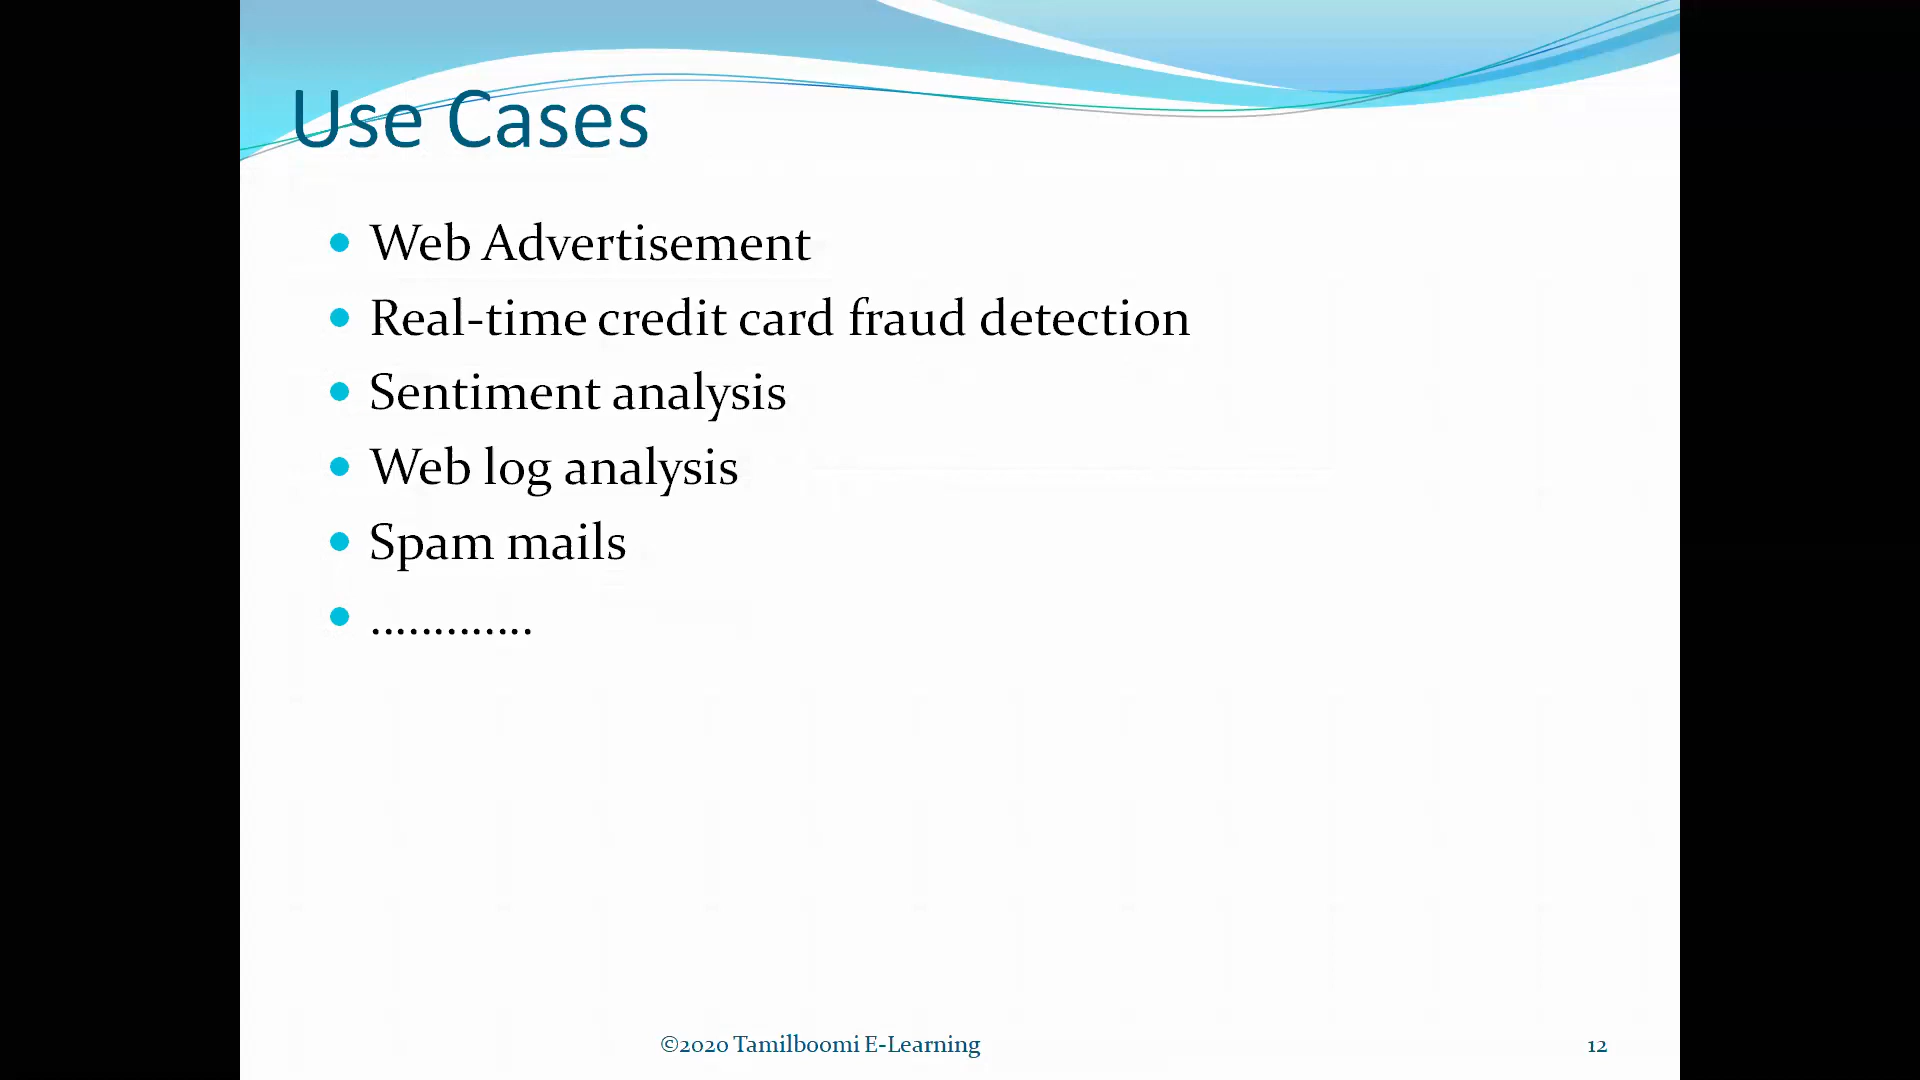 Use Cases
Web Advertisement
Real-time credit card fraud detection
Sentiment analysis
Web log analysis
Spam mails
.............
©2020 Tamilboomi E-Learning
12